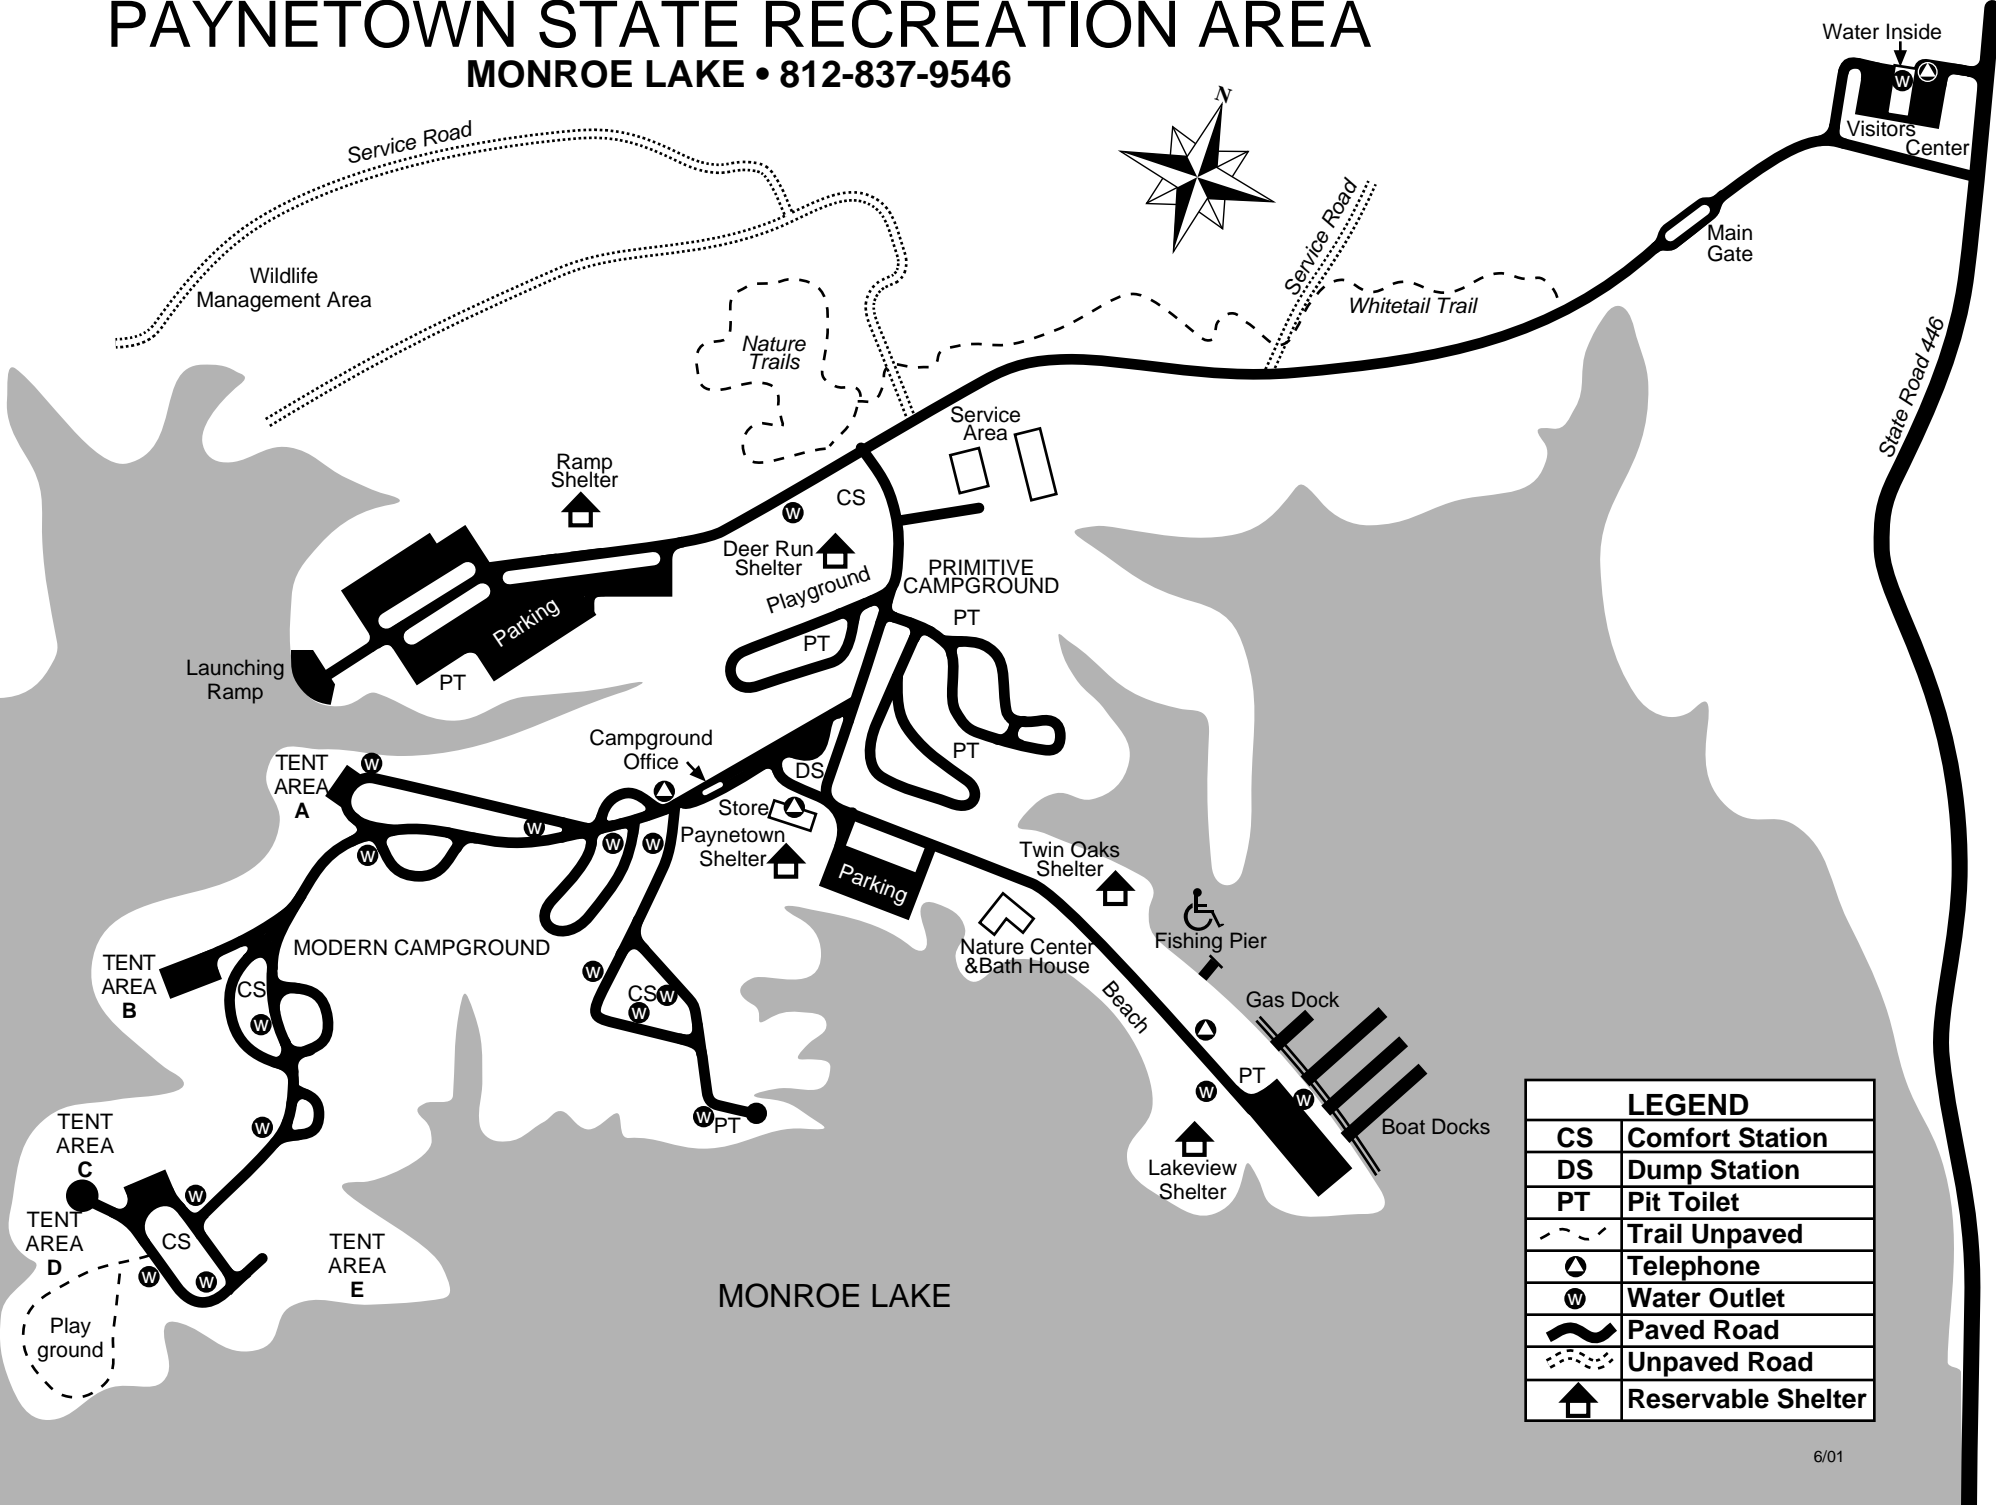 PAYNETOWN STATE RECREATION AREA
MONROE LAKE • 812-837-9546
Water Inside
W
Visitors
Center
N
Service Road
Service Road
Main
Gate
Wildlife
Management Area
Whitetail Trail
Nature
Trails
State Road 446
Service
Area
Ramp
Shelter
CS
W
Deer Run
Shelter
Playground
PRIMITIVE
CAMPGROUND
PT
PT
Parking
Launching
Ramp
PT
Campground
Office
PT
DS
TENT
AREA
A
W
W
W
W
W
Store
Paynetown
Shelter
Parking
Twin Oaks
Shelter
Fishing Pier
Nature Center
&Bath House
MODERN CAMPGROUND
TENT
AREA
B
CS
W
W
CS
W
W
Beach
Gas Dock
PT
W
W
Boat Docks
W
PT
W
TENT
AREA
C
Lakeview
Shelter
W
TENT
AREA
D
CS
W
W
TENT
AREA
E
Play
ground
MONROE LAKE
LEGEND
CS Comfort Station
DS Dump Station
PT Pit Toilet
Trail Unpaved
Telephone
W Water Outlet
Paved Road
Unpaved Road
Reservable Shelter
6/01